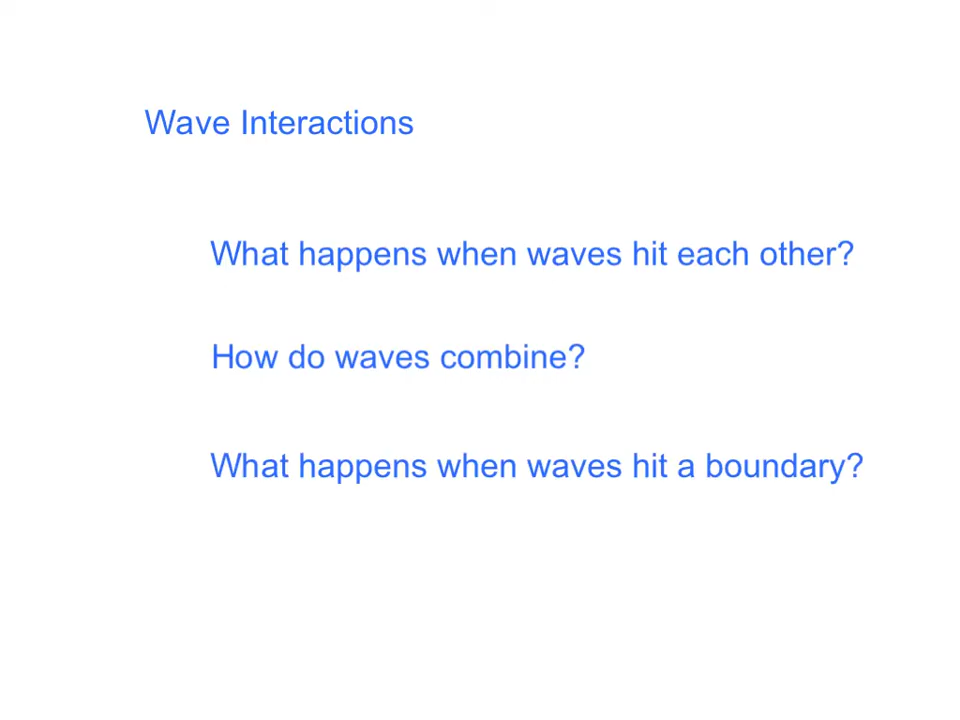 Wave Interactions
What happens when waves hit each other?
How do waves combine?
What happens when waves hit a boundary?